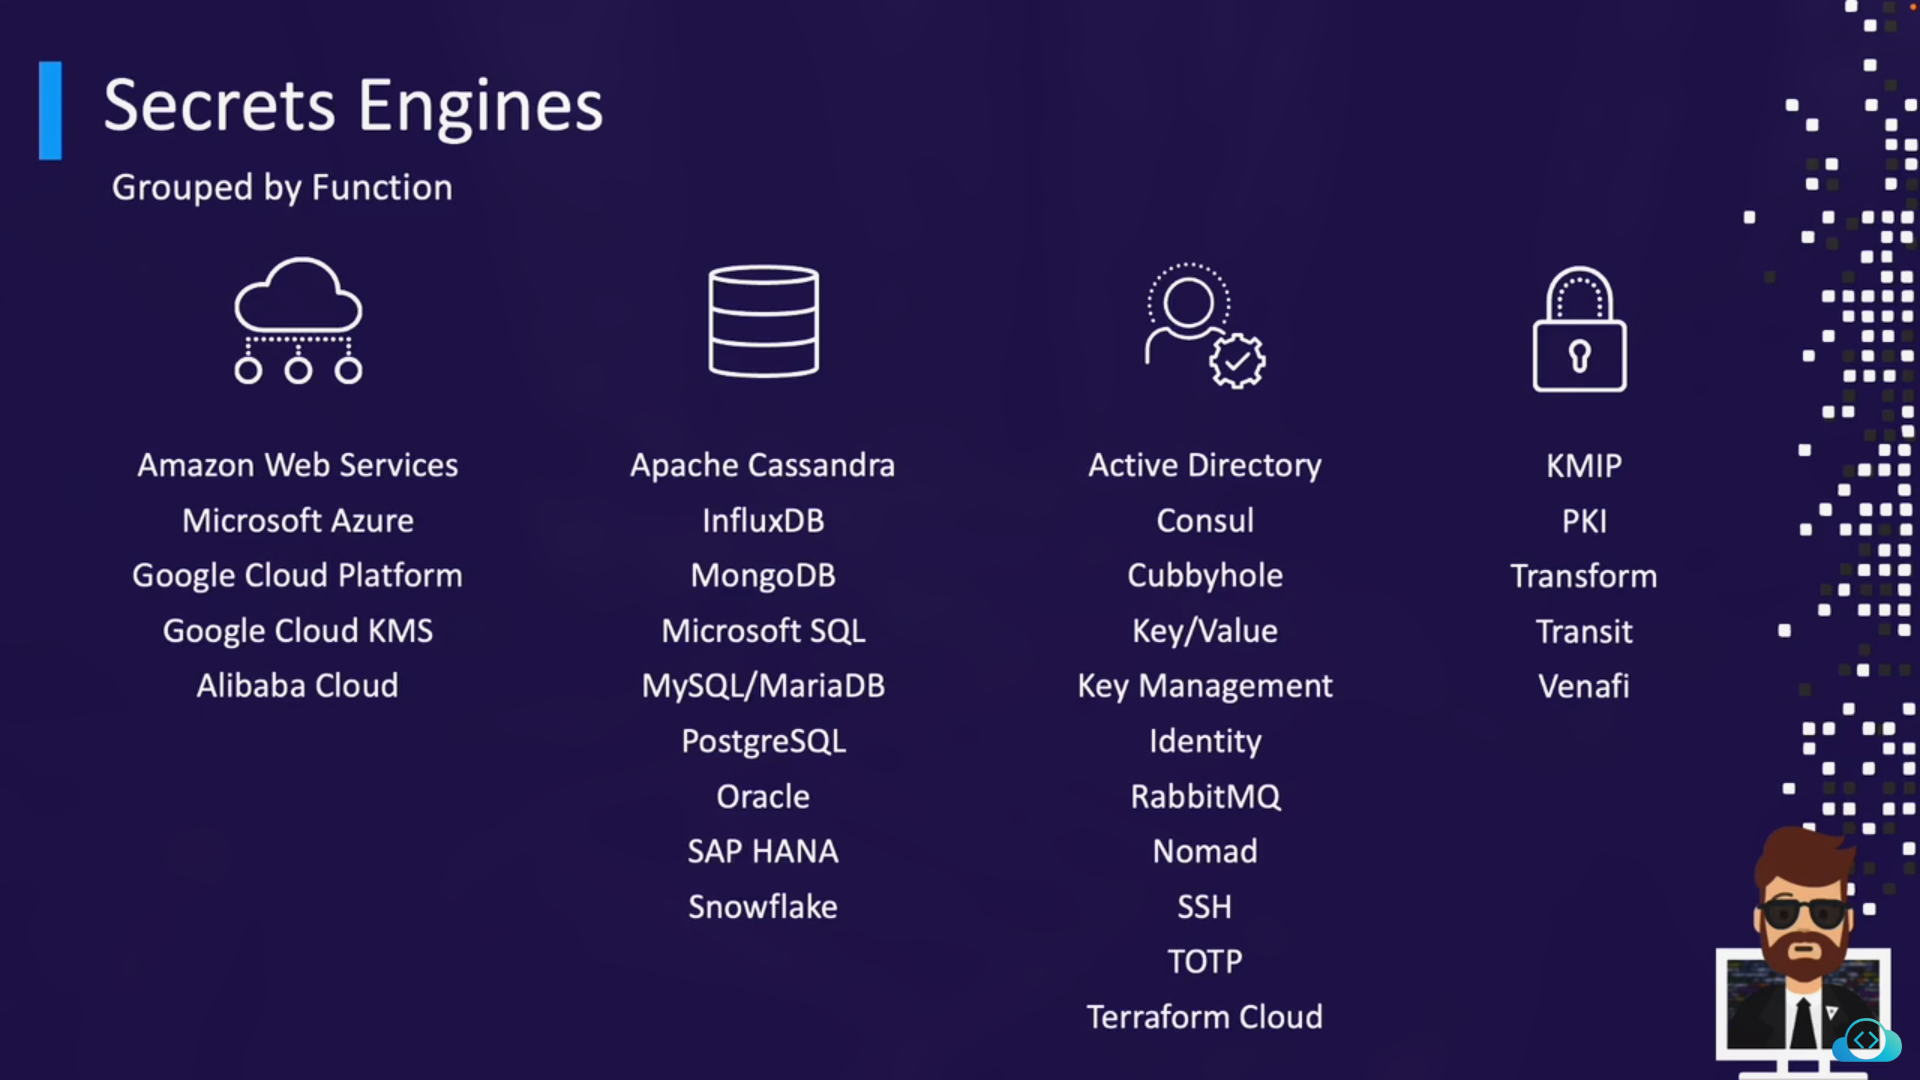 Secrets Engines
Grouped by Function
Amazon Web Services
Microsoft Azure
Google Cloud Platform
Google Cloud KMS
Alibaba Cloud
Apache Cassandra
InfluxDB
MongoDB
Microsoft SQL
MySQL/MariaDB
PostgreSQL
Oracle
SAP HANA
Snowflake
Active Directory
Consul
Cubbyhole
Key/Value
Key Management
Identity
RabbitMQ
Nomad
SSH
TOTP
Terraform Cloud
KMIP
PKI
Transform
Transit
Venafi